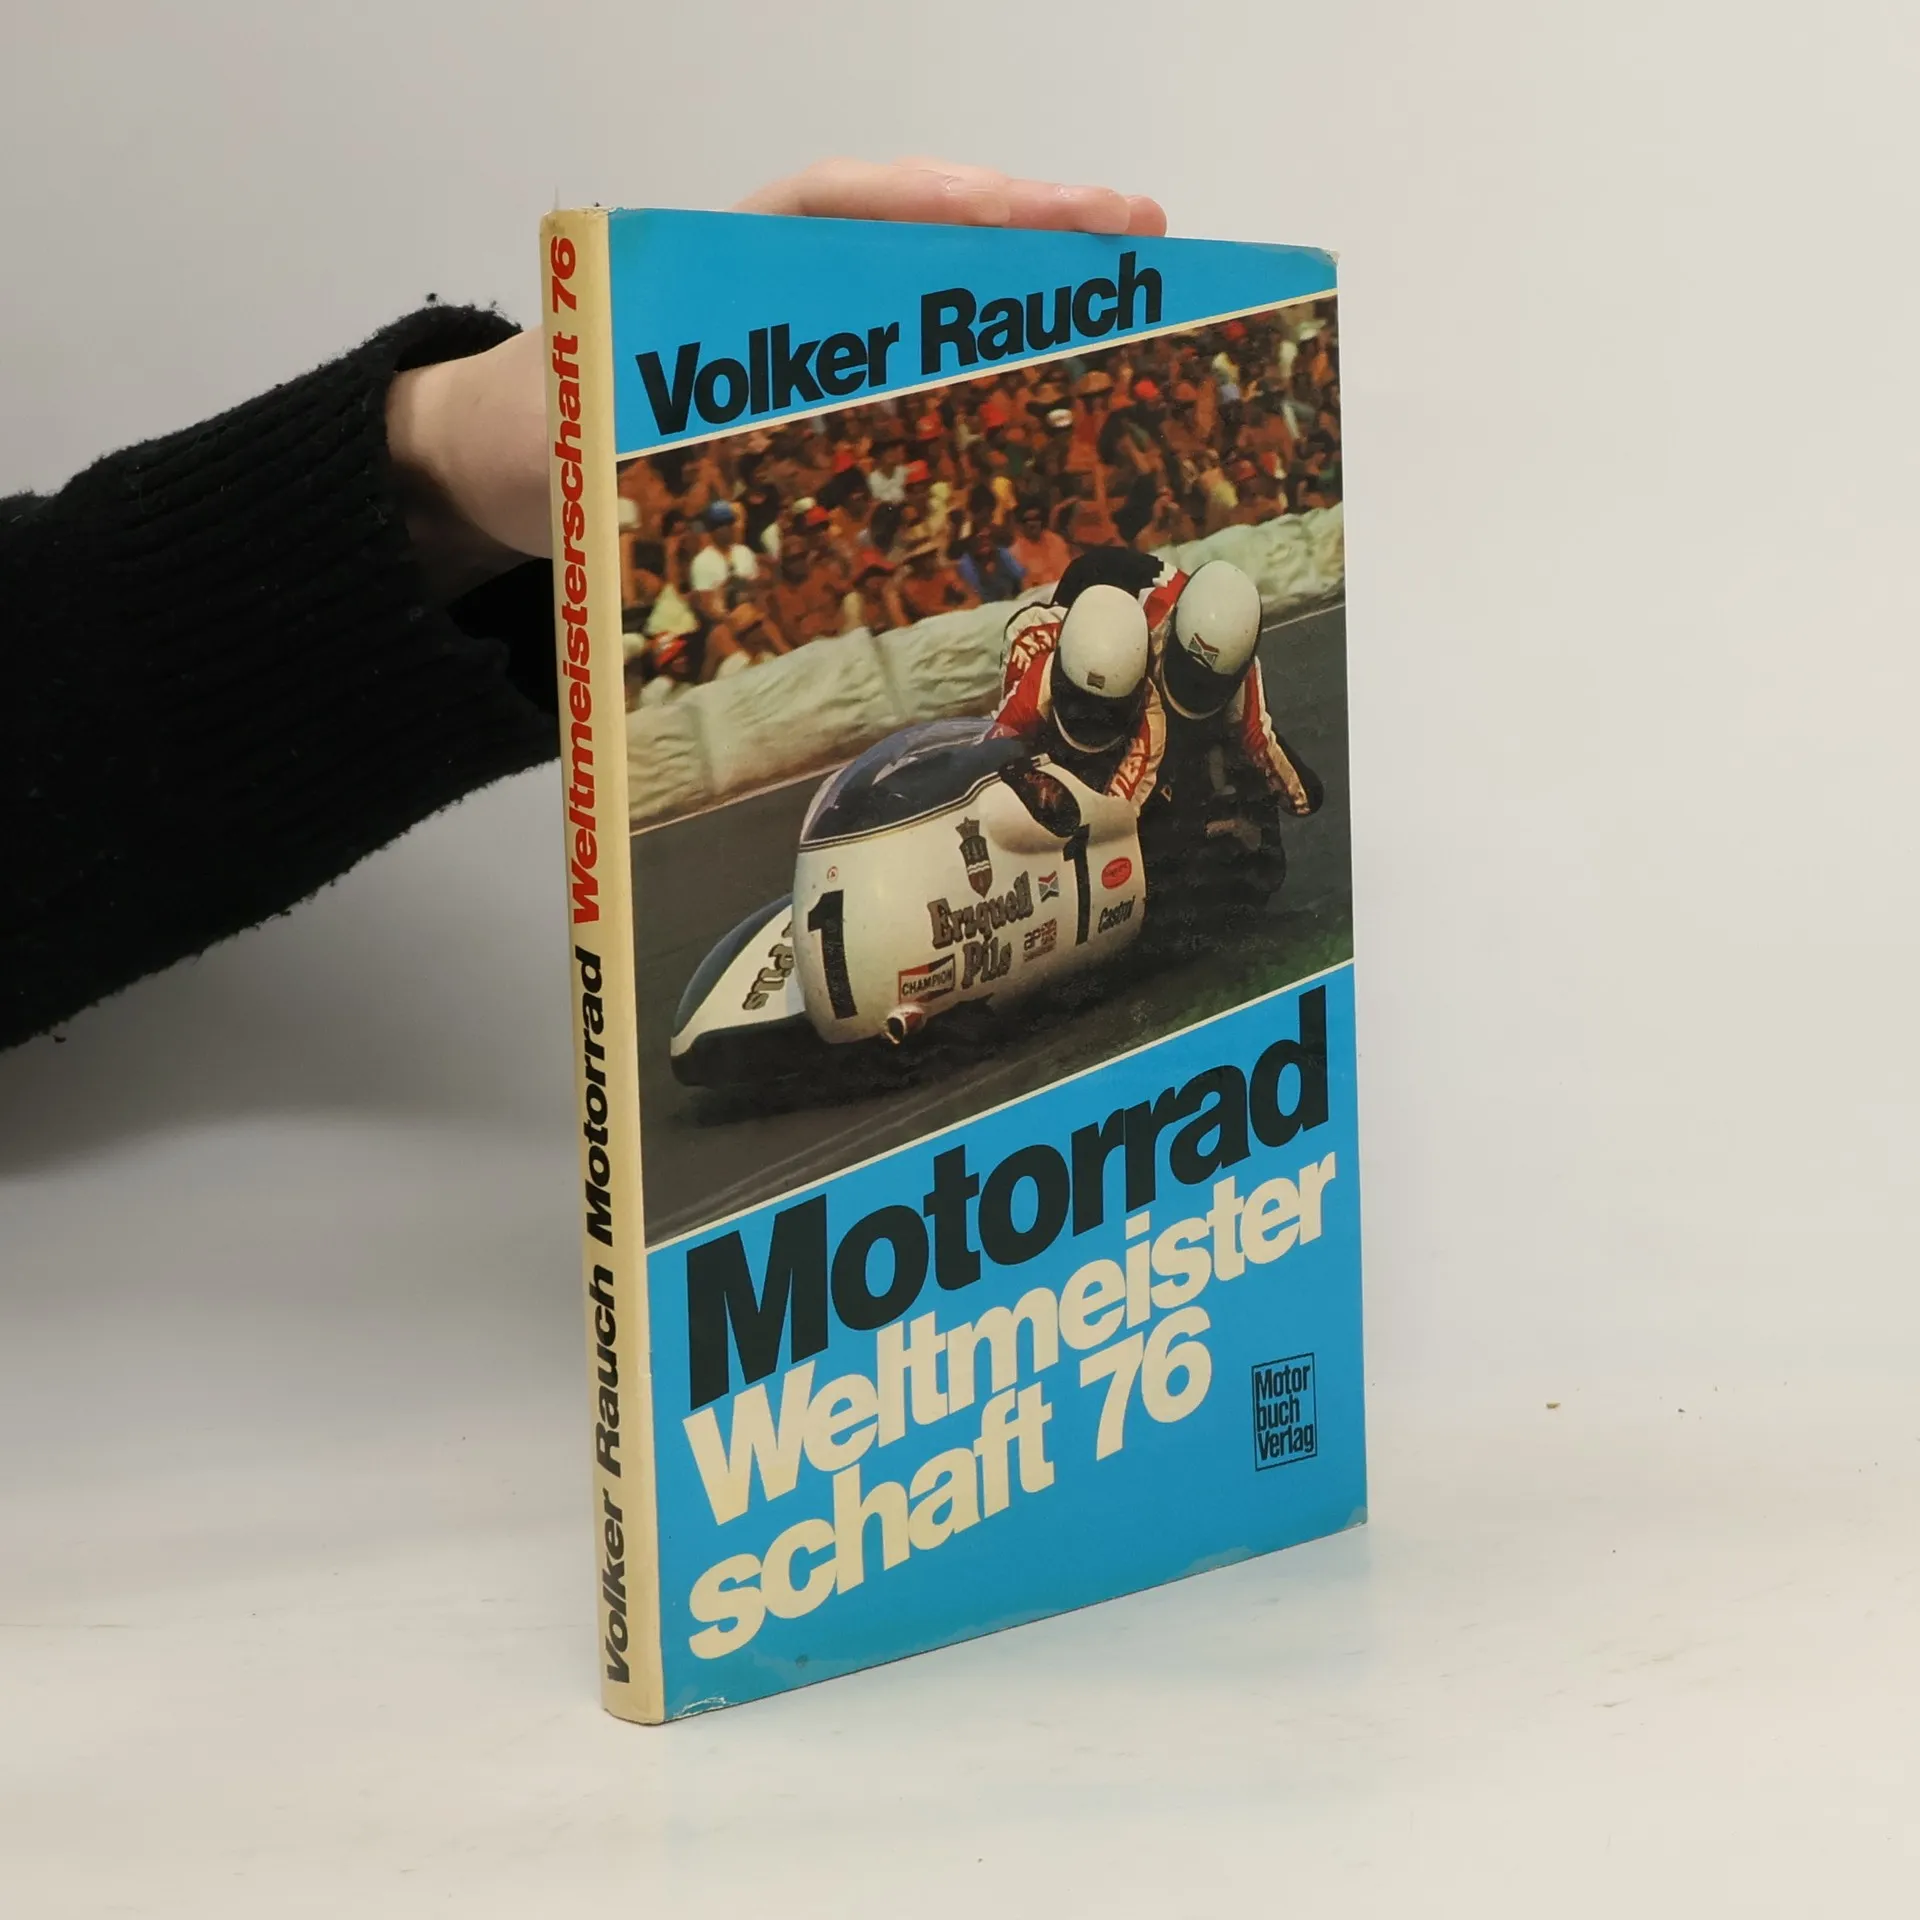 Volker Rauch Motorrad Weltmeisterschaft 76
Volker Rauch
1
1
Castrol
CHAMPION
Pils
Motorrad
Weltmeister
schaft 76
Motor
buch
Verlag